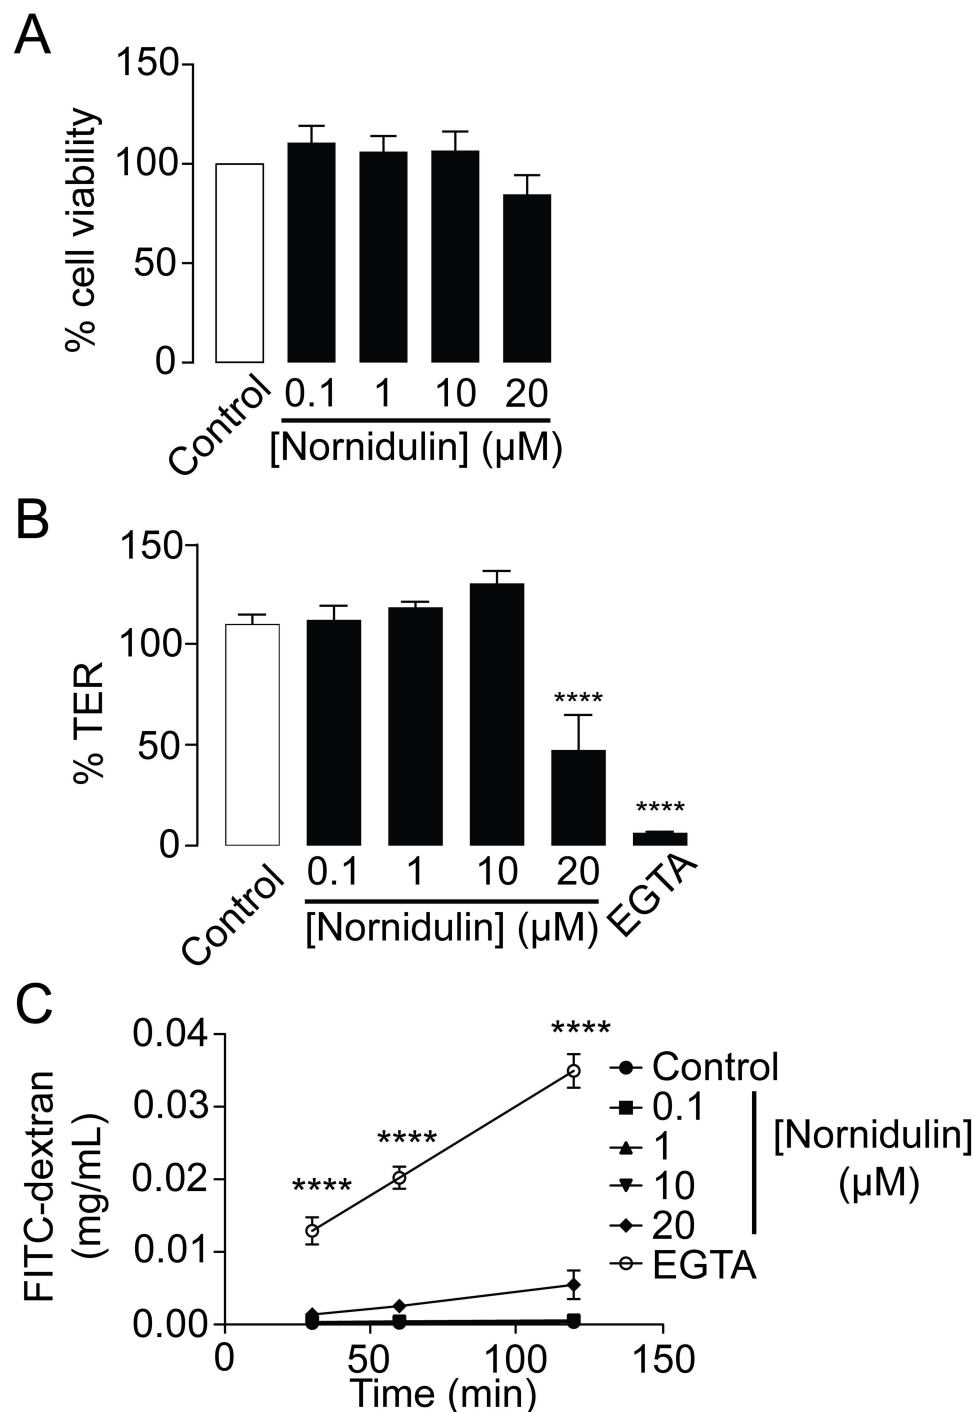 A
150
100
50
0
% cell viability
Control
0.1 1 10 20
[Nornidulin] (µM)
B
150
100
50
0
% TER
****
****
Control
0.1 1 10 20
EGTA
[Nornidulin] (µM)
C
0.04
0.03
0.02
0.01
0.00
FITC-dextran
(mg/mL)
****
****
****
0 50 100 150
Time (min)
Control
0.1
1
10
20
EGTA
[Nornidulin]
(µM)